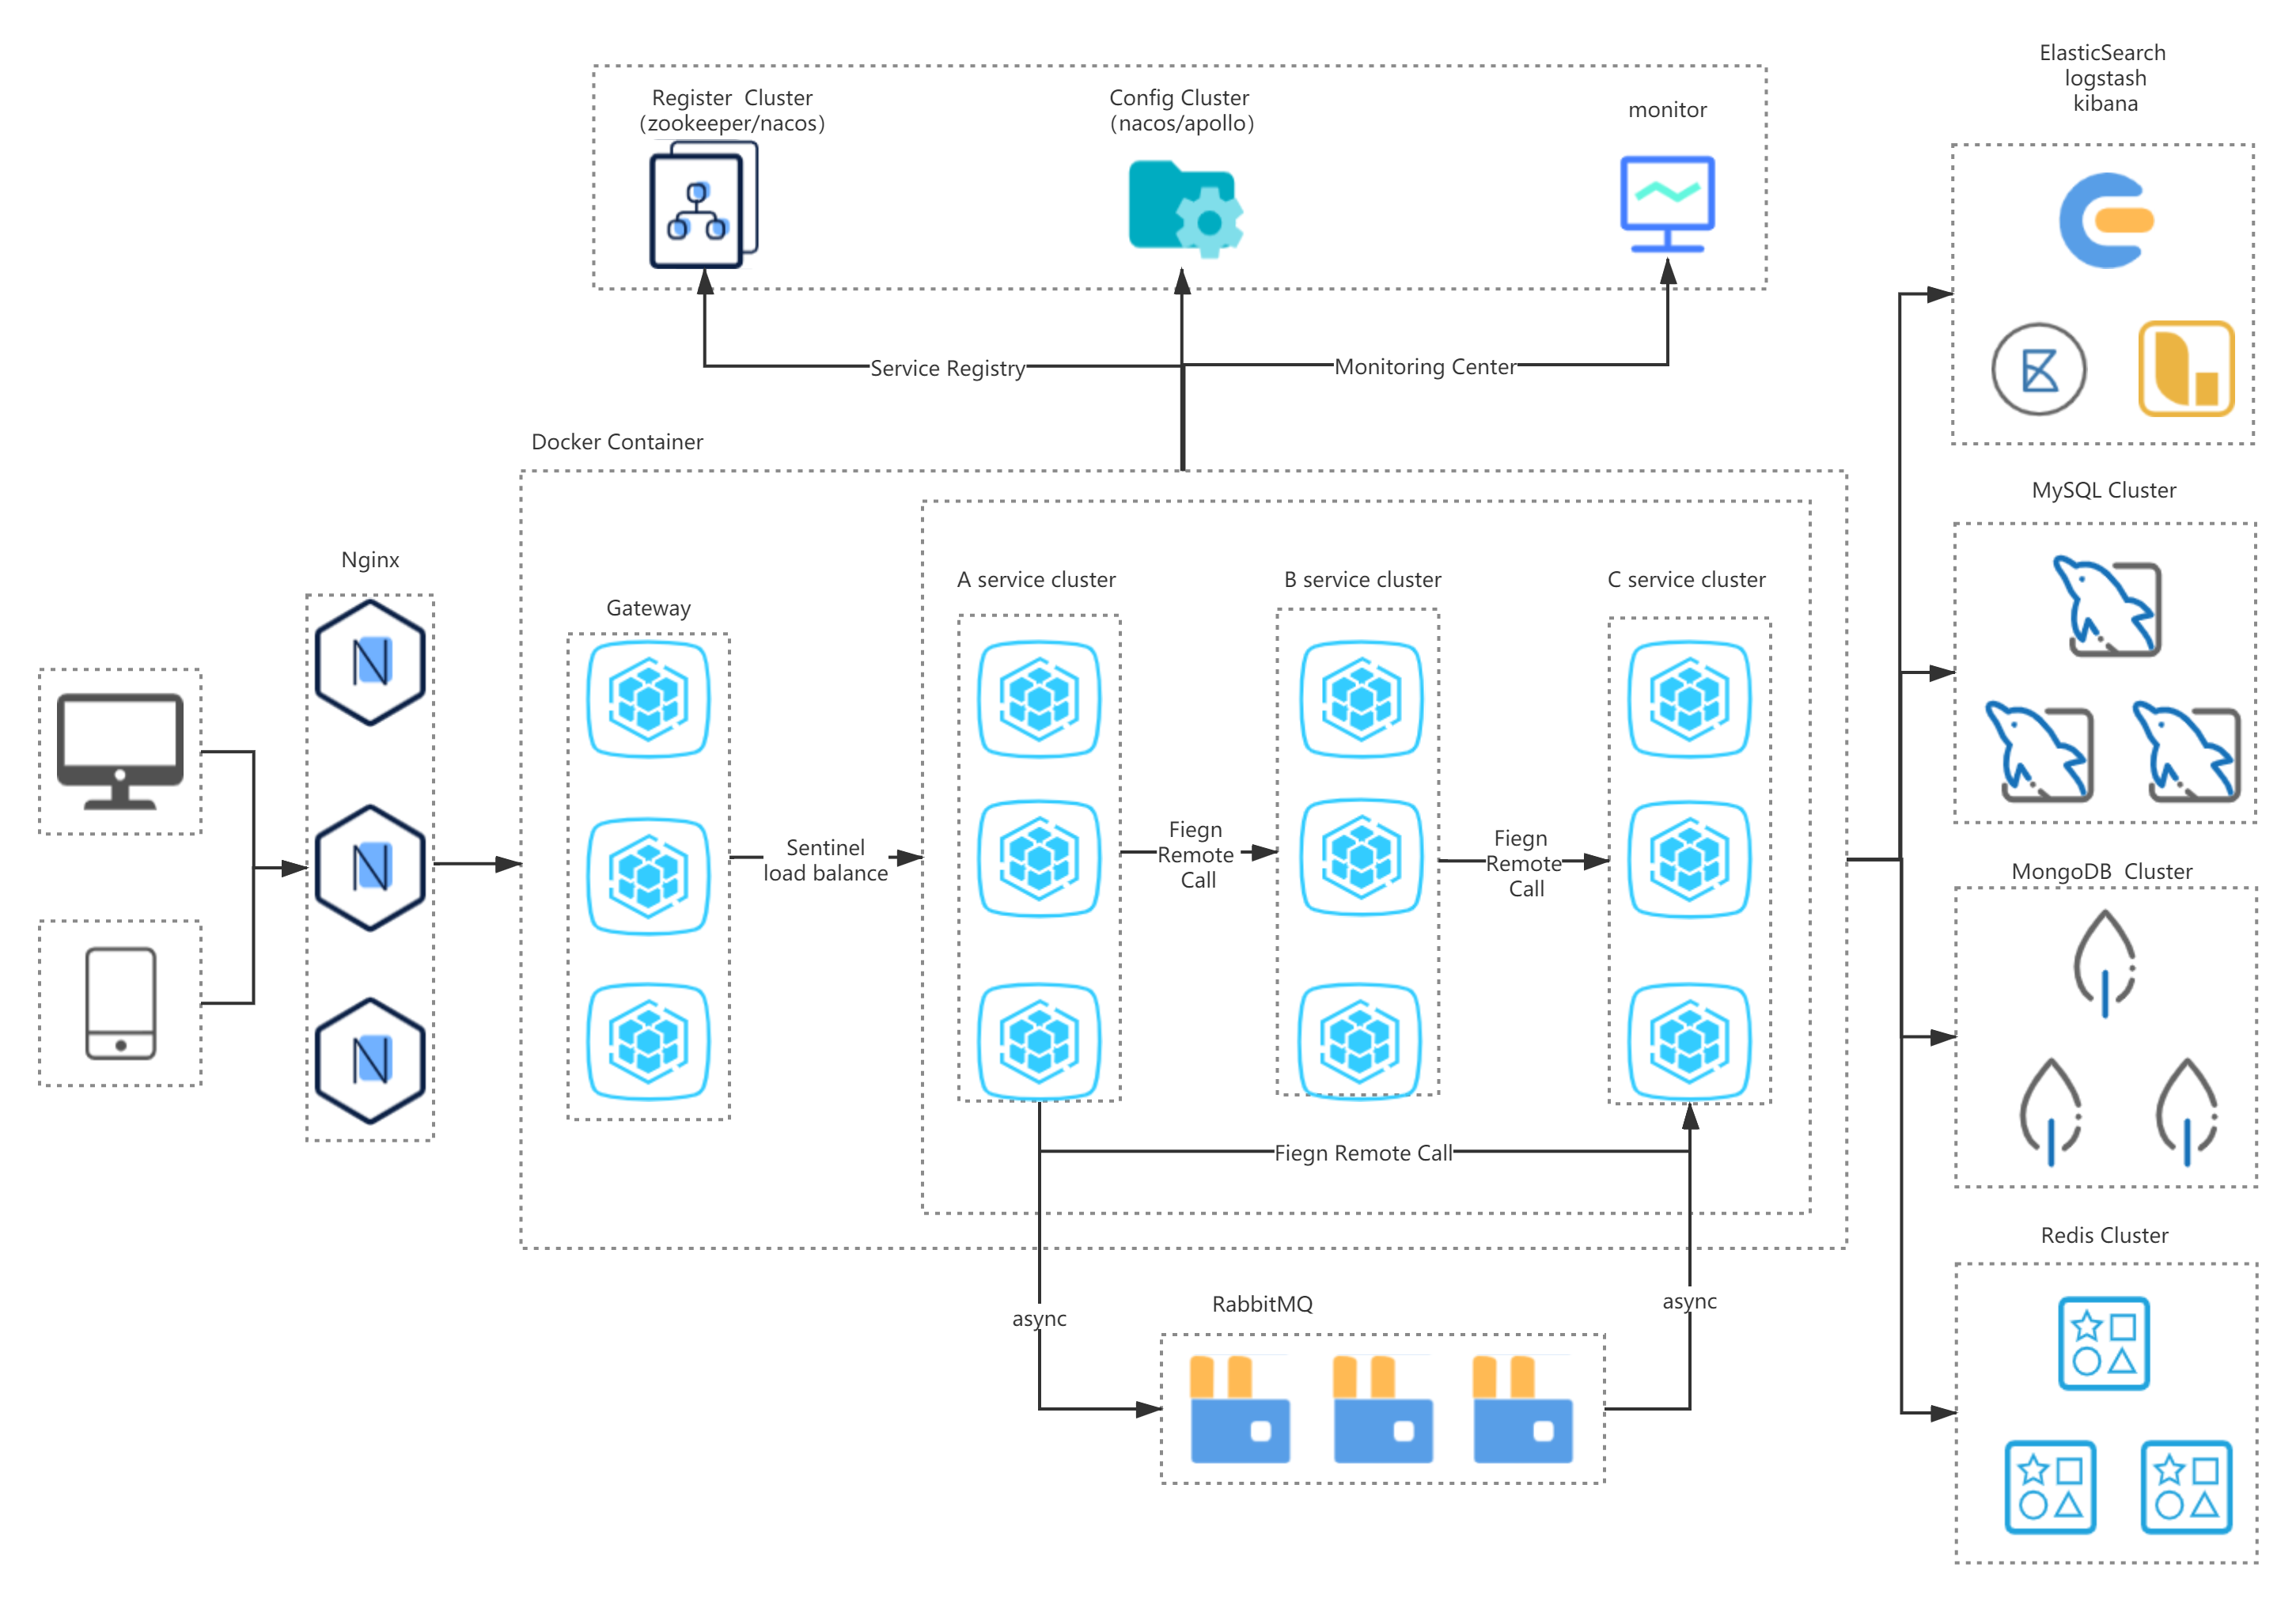 ElasticSearch
logstash
kibana
Register  Cluster
（zookeeper/nacos）
Config Cluster
（nacos/apollo）
monitor
Service Registry
Monitoring Center
Docker Container
MySQL Cluster
Nginx
Gateway
A service cluster
B service cluster
C service cluster
N
N
N
Sentinel
load balance
Fiegn
Remote
Call
Fiegn
Remote
Call
MongoDB  Cluster
Fiegn Remote Call
Redis Cluster
async
RabbitMQ
async